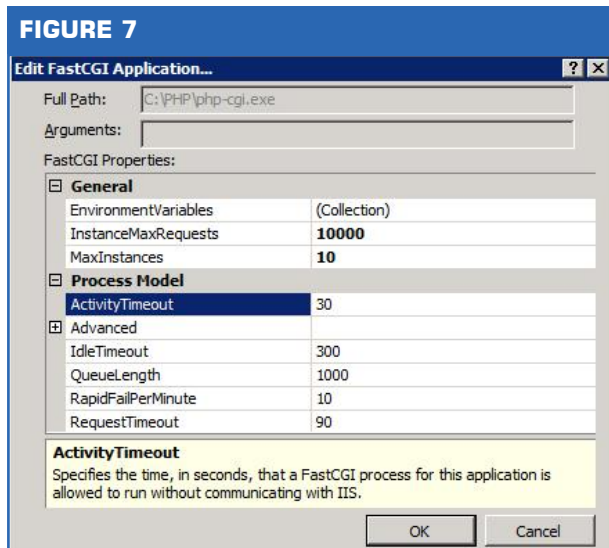 FIGURE 7
Edit FastCGI Application...
Full Path: C:\PHP\php-cgi.exe
Arguments:
FastCGI Properties:
General
EnvironmentVariables (Collection)
InstanceMaxRequests 10000
MaxInstances 10
Process Model
ActivityTimeout 30
Advanced
IdleTimeout 300
QueueLength 1000
RapidFailPerMinute 10
RequestTimeout 90
ActivityTimeout
Specifies the time, in seconds, that a FastCGI process for this application is
allowed to run without communicating with IIS.
OK Cancel